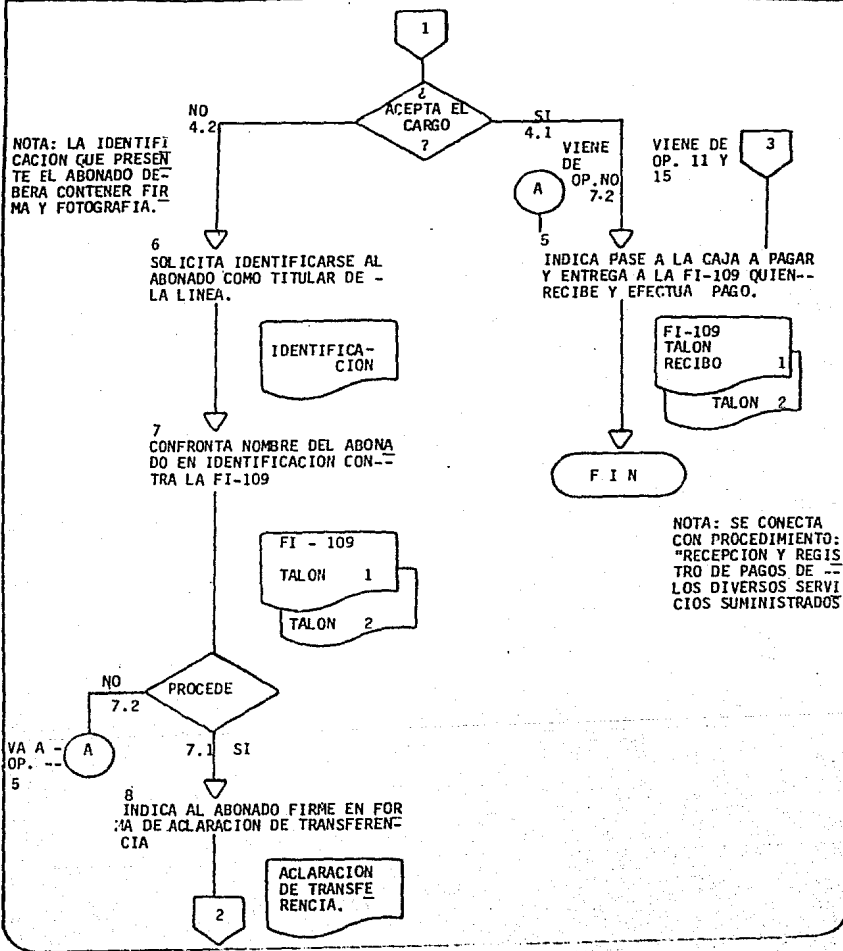 1
¿
ACEPTA EL
CARGO
?
NO
4.2
SI
4.1
NOTA: LA IDENTIFI
CACION QUE PRESEN
TE EL ABONADO DE-
BERA CONTENER FIR
MA Y FOTOGRAFIA.
VIENE
DE
OP.NO
7.2
A
VIENE DE
OP. 11 Y
15
3
6
SOLICITA IDENTIFICARSE AL
ABONADO COMO TITULAR DE -
LA LINEA.
5
INDICA PASE A LA CAJA A PAGAR
Y ENTREGA A LA FI-109 QUIEN--
RECIBE Y EFECTUA PAGO.
IDENTIFICA-
CION
FI-109
TALON
RECIBO 1
TALON 2
7
CONFRONTA NOMBRE DEL ABONA
DO EN IDENTIFICACION CON--
TRA LA FI-109
F I N
FI - 109
TALON 1
TALON 2
NOTA: SE CONECTA
CON PROCEDIMIENTO:
"RECEPCION Y REGIS
TRO DE PAGOS DE --
LOS DIVERSOS SERVI
CIOS SUMINISTRADOS
PROCEDE
NO
7.2
VA A -
OP. --
5
A
7.1 SI
8
INDICA AL ABONADO FIRME EN FOR
MA DE ACLARACION DE TRANSFEREN-
CIA
ACLARACION
DE TRANSFE
RENCIA.
2